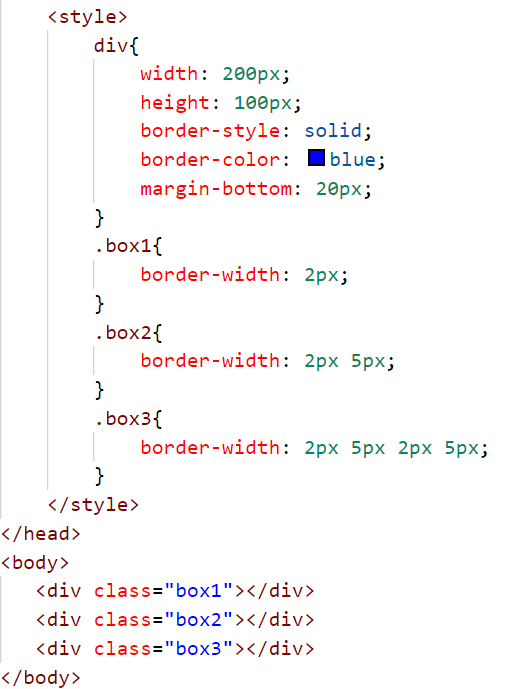 <style>
div{
width: 200px;
height: 100px;
border-style: solid;
border-color: blue;
margin-bottom: 20px;
}
.box1{
border-width: 2px;
}
.box2{
border-width: 2px 5px;
}
.box3{
border-width: 2px 5px 2px 5px;
}
</style>
</head>
<body>
<div class="box1"></div>
<div class="box2"></div>
<div class="box3"></div>
</body>